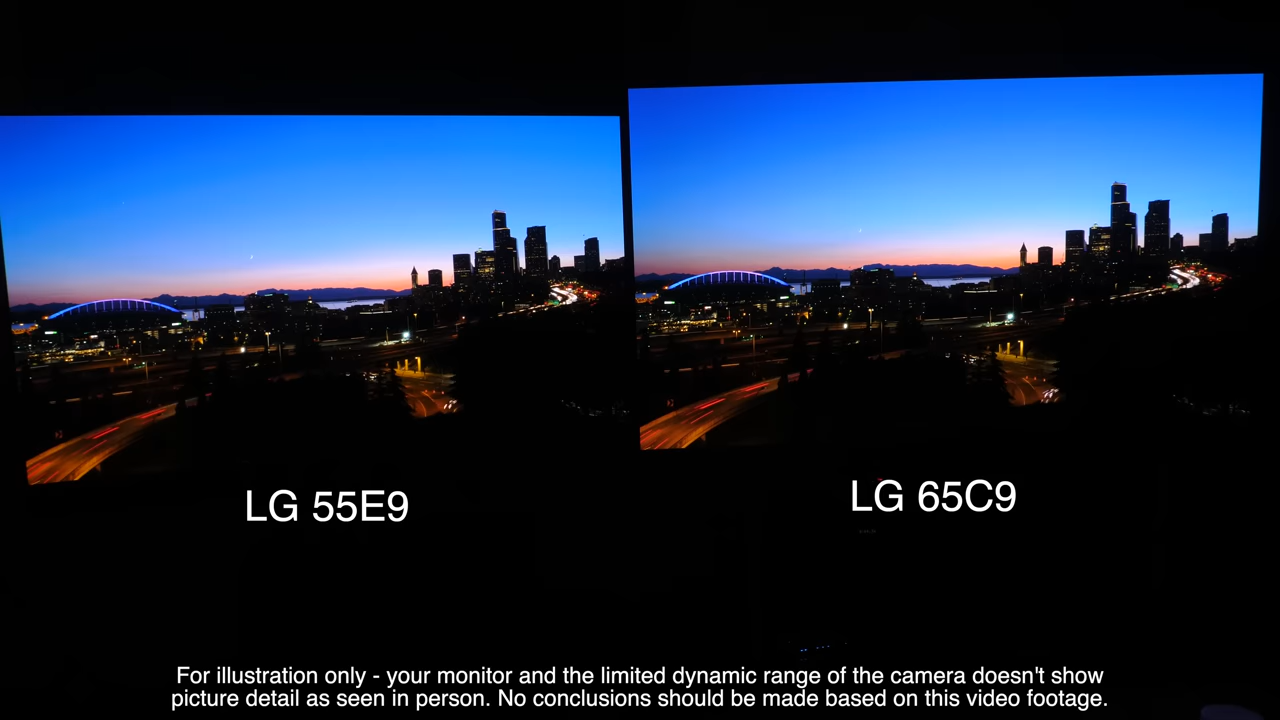 LG 55E9
LG 65C9
For illustration only - your monitor and the limited dynamic range of the camera doesn't show
picture detail as seen in person. No conclusions should be made based on this video footage.